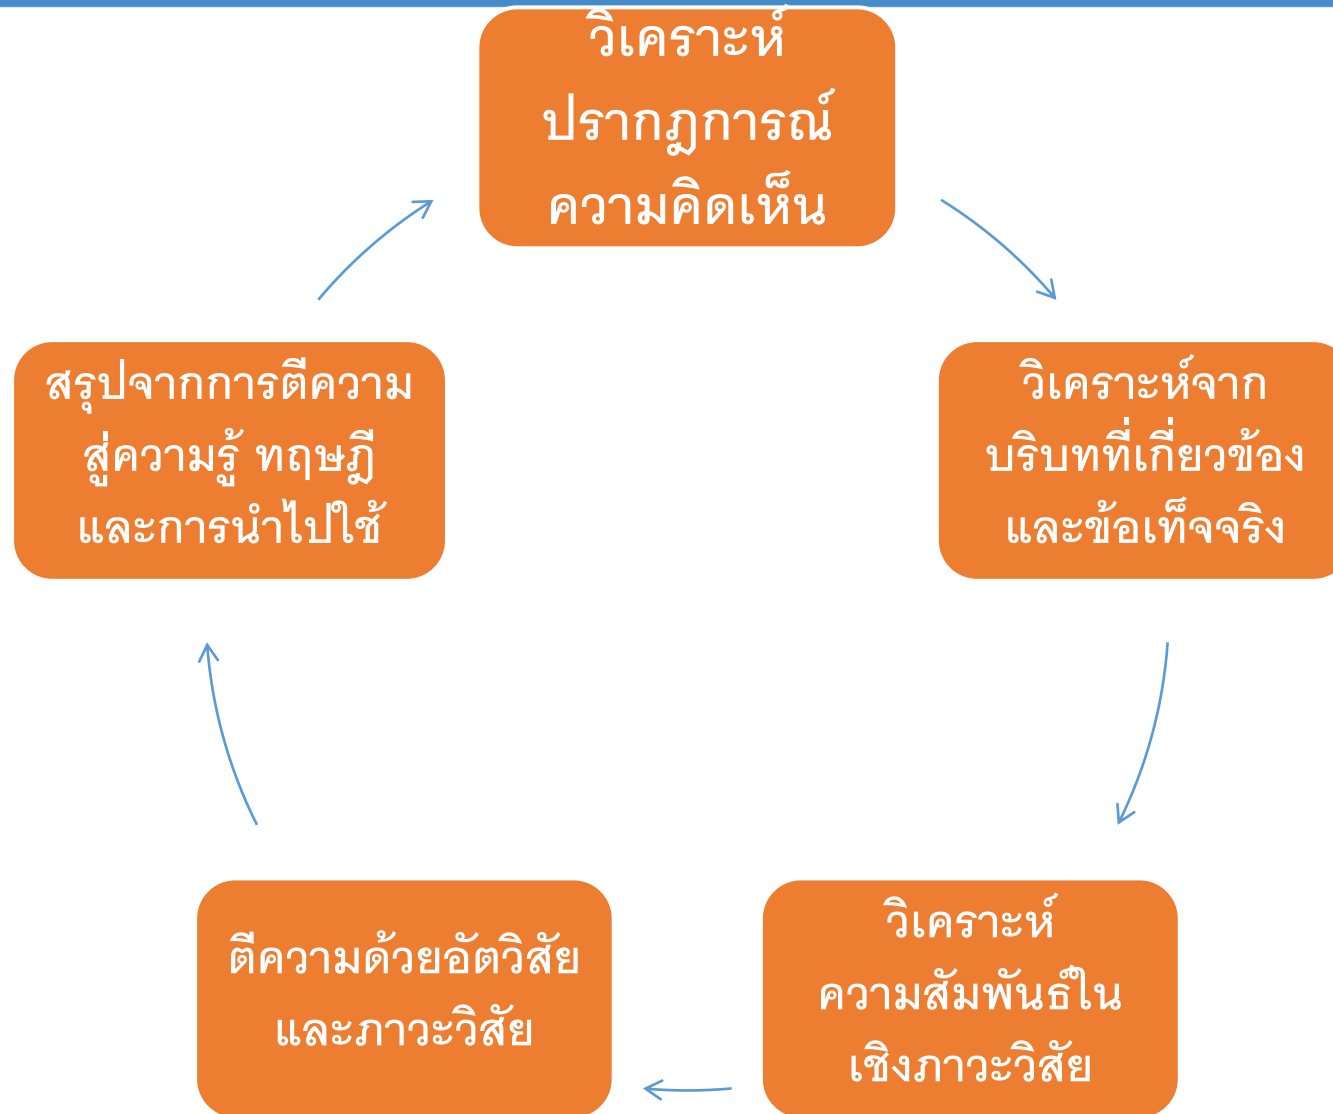 วิเคราะห์
ปรากฏการณ์
ความคิดเห็น
วิเคราะห์จาก
บริบทที่เกี่ยวข้อง
และข้อเท็จจริง
วิเคราะห์
ความสัมพันธ์ใน
เชิงภาวะวิสัย
ตีความด้วยอัตวิสัย
และภาวะวิสัย
สรุปจากการตีความ
สู่ความรู้ ทฤษฎี
และการนำไปใช้